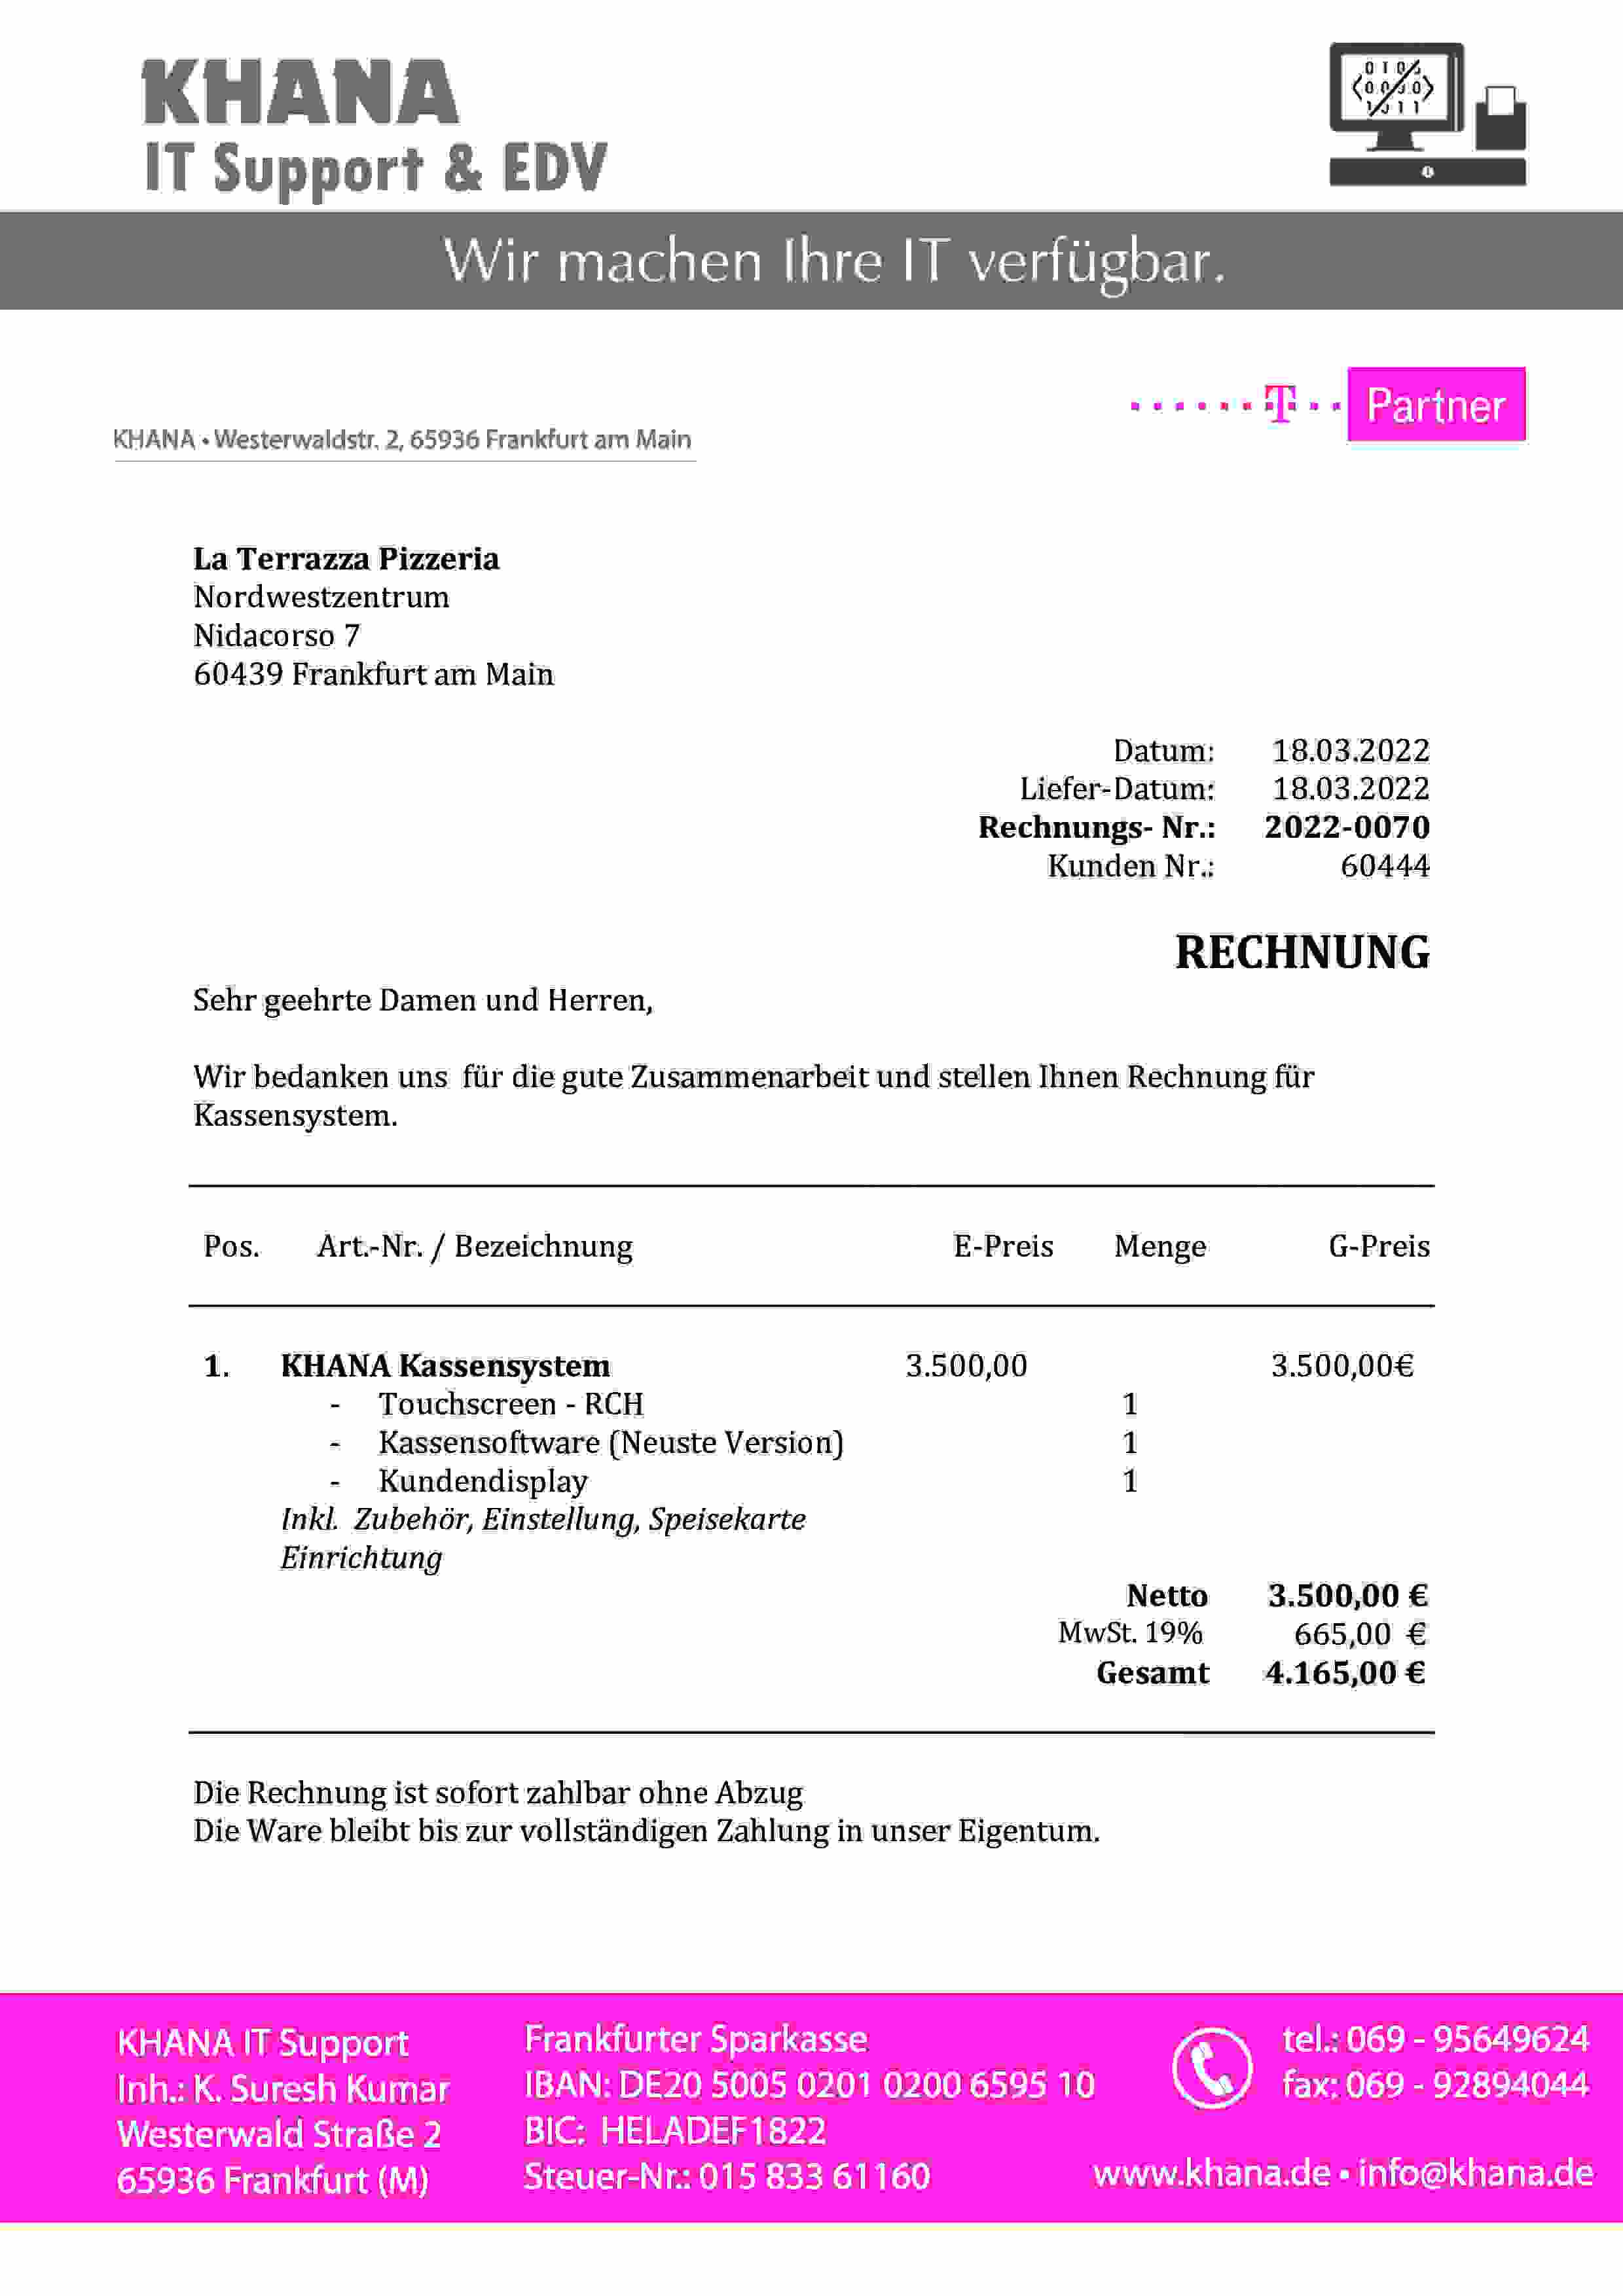 KHANA
IT Support & EDV
Wir machen Ihre IT verfügbar.
T Partner
KHANA • Westerwaldstr. 2, 65936 Frankfurt am Main
La Terrazza Pizzeria
Nordwestzentrum
Nidacorso 7
60439 Frankfurt am Main
Datum: 18.03.2022
Liefer-Datum: 18.03.2022
Rechnungs- Nr.: 2022-0070
Kunden Nr.: 60444
RECHNUNG
Sehr geehrte Damen und Herren,
Wir bedanken uns für die gute Zusammenarbeit und stellen Ihnen Rechnung für
Kassensystem.
Pos. Art.-Nr. / Bezeichnung E-Preis Menge G-Preis
1. KHANA Kassensystem 3.500,00 3.500,00€
- Touchscreen - RCH 1
- Kassensoftware (Neuste Version) 1
- Kundendisplay 1
Inkl. Zubehör, Einstellung, Speisekarte
Einrichtung
Netto 3.500,00 €
MwSt. 19% 665,00 €
Gesamt 4.165,00 €
Die Rechnung ist sofort zahlbar ohne Abzug
Die Ware bleibt bis zur vollständigen Zahlung in unser Eigentum.
KHANA IT Support
Inh.: K. Suresh Kumar
Westerwald Straße 2
65936 Frankfurt (M)
Frankfurter Sparkasse
IBAN: DE20 5005 0201 0200 6595 10
BIC: HELADEF1822
Steuer-Nr.: 015 833 61160
tel.: 069 - 95649624
fax: 069 - 92894044
www.khana.de • info@khana.de